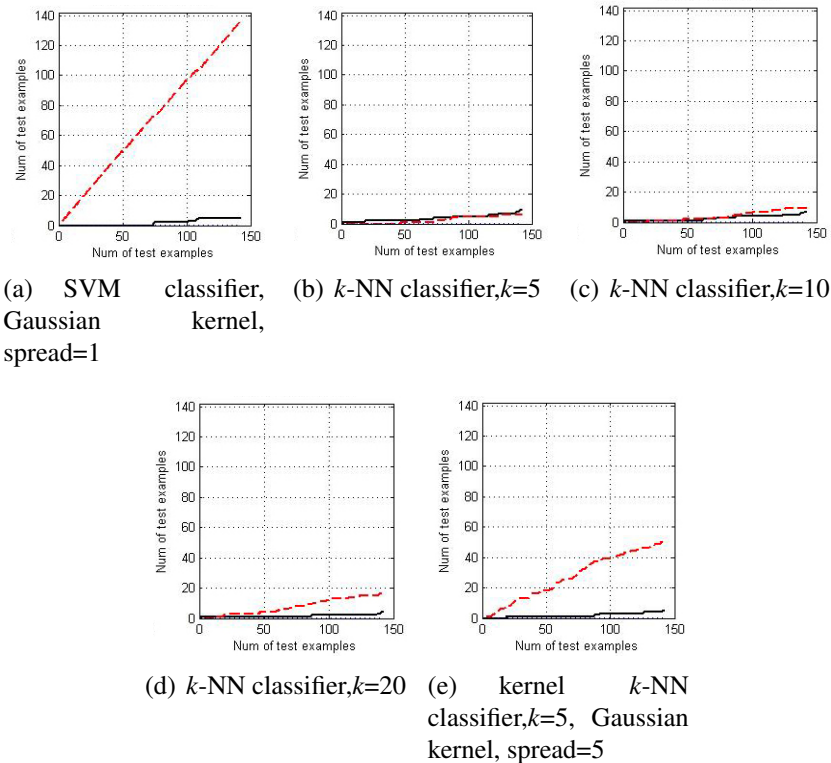 140
120
100
80
60
40
20
0
Num of test examples
0 50 100 150
Num of test examples
(a) SVM classifier,
Gaussian kernel,
spread=1
140
120
100
80
60
40
20
0
Num of test examples
0 50 100 150
Num of test examples
(b) k-NN classifier,k=5
140
120
100
80
60
40
20
0
Num of test examples
0 50 100 150
Num of test examples
(c) k-NN classifier,k=10
140
120
100
80
60
40
20
0
Num of test examples
0 50 100 150
Num of test examples
(d) k-NN classifier,k=20
140
120
100
80
60
40
20
0
Num of test examples
0 50 100 150
Num of test examples
(e) kernel k-NN
classifier,k=5, Gaussian
kernel, spread=5